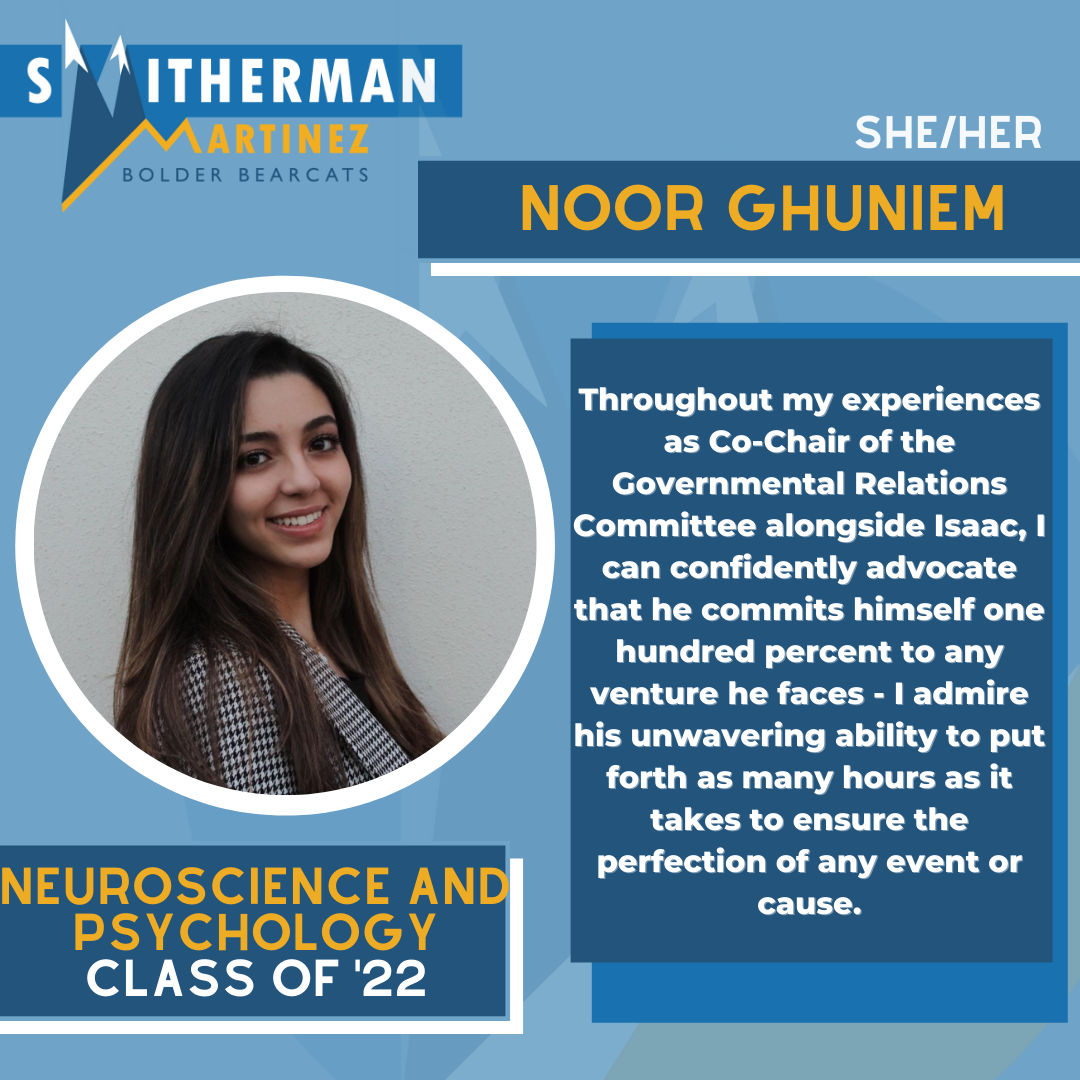 SMITHERMAN
MARTINEZ
BOLDER BEARCATS
SHE/HER
NOOR GHUNIEM
Throughout my experiences
as Co-Chair of the
Governmental Relations
Committee alongside Isaac, I
can confidently advocate
that he commits himself one
hundred percent to any
venture he faces - I admire
his unwavering ability to put
forth as many hours as it
takes to ensure the
perfection of any event or
cause.
NEUROSCIENCE AND
PSYCHOLOGY
CLASS OF '22